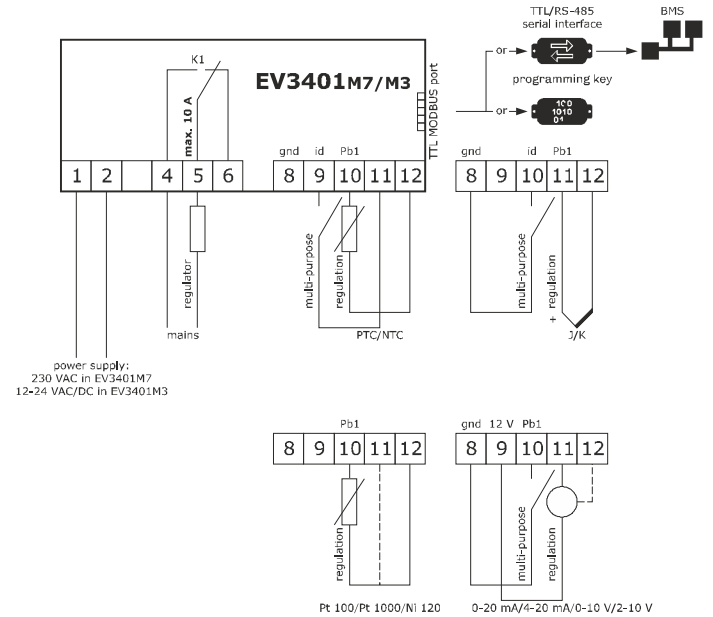 TTL/RS-485
serial interface
BMS
K1
EV3401M7/M3
or
programming key
or
100
1010
01
max. 10 A
TTL MODBUS port
gnd id Pb1
gnd id Pb1
1 2 4 5 6 8 9 10 11 12
8 9 10 11 12
regulator
multi-purpose
regulation
multi-purpose
+ regulation
mains
PTC/NTC
J/K
power supply:
230 VAC in EV3401M7
12-24 VAC/DC in EV3401M3
Pb1
gnd 12 V Pb1
8 9 10 11 12
8 9 10 11 12
regulation
multi-purpose
regulation
Pt 100/Pt 1000/Ni 120
0-20 mA/4-20 mA/0-10 V/2-10 V